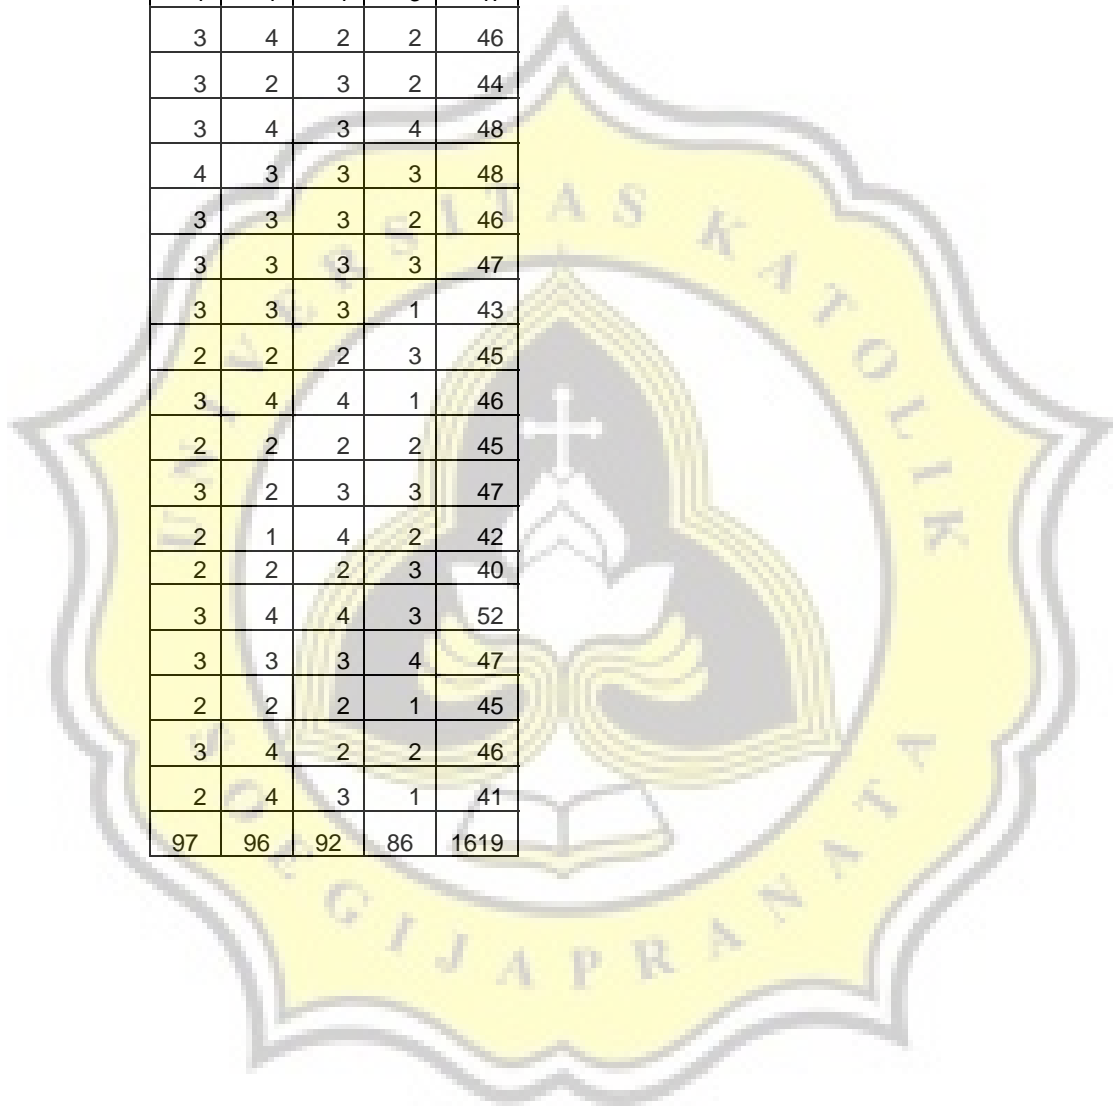 3 4 2 2 46
3 2 3 2 44
3 4 3 4 48
4 3 3 3 48
3 3 3 2 46
3 3 3 3 47
3 3 3 1 43
2 2 2 3 45
3 4 4 1 46
2 2 2 2 45
3 2 3 3 47
2 1 4 2 42
2 2 2 3 40
3 4 4 3 52
3 3 3 4 47
2 2 2 1 45
3 4 2 2 46
2 4 3 1 41
97 96 92 86 1619
UNIVERSITAS KATOLIK
SOEGIJAPRANATA